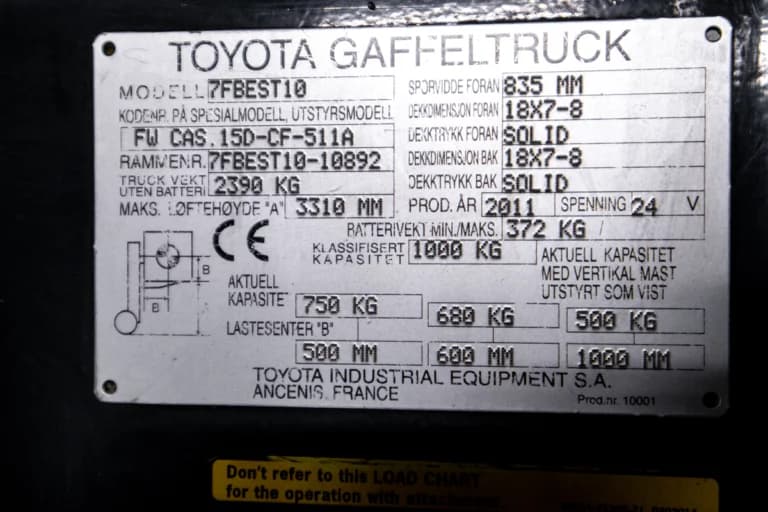 TOYOTA GAFFELTRUCK
MODELL 7FBEST10 SPORVIDDE FORAN 835 MM
KODENR. PÅ SPESIALMODELL, UTSTYRSMODELL DEKKDIMENSJON FORAN 18X7-8
FW CAS.15D-CF-511A DEKKTRYKK FORAN SOLID
RAMMENR. 7FBEST10-10892 DEKKDIMENSJON BAK 18X7-8
TRUCK VEKT UTEN BATTERI 2390 KG DEKKTRYKK BAK SOLID
MAKS. LØFTEHØYDE "A" 3310 MM PROD. ÅR 2011 SPENNING 24 V
BATTERIVEKT MIN./MAKS. 372 KG /
CE KLASSIFISERT KAPASITET 1000 KG AKTUELL KAPASITET
MED VERTIKAL MAST
UTSTYRT SOM VIST
B
B
AKTUELL
KAPASITET 750 KG 680 KG 500 KG
LASTESENTER "B"
500 MM 600 MM 1000 MM
TOYOTA INDUSTRIAL EQUIPMENT S.A.
ANCENIS, FRANCE Prod.nr. 10001
Don't refer to this LOAD CHART
for the operation with attachment